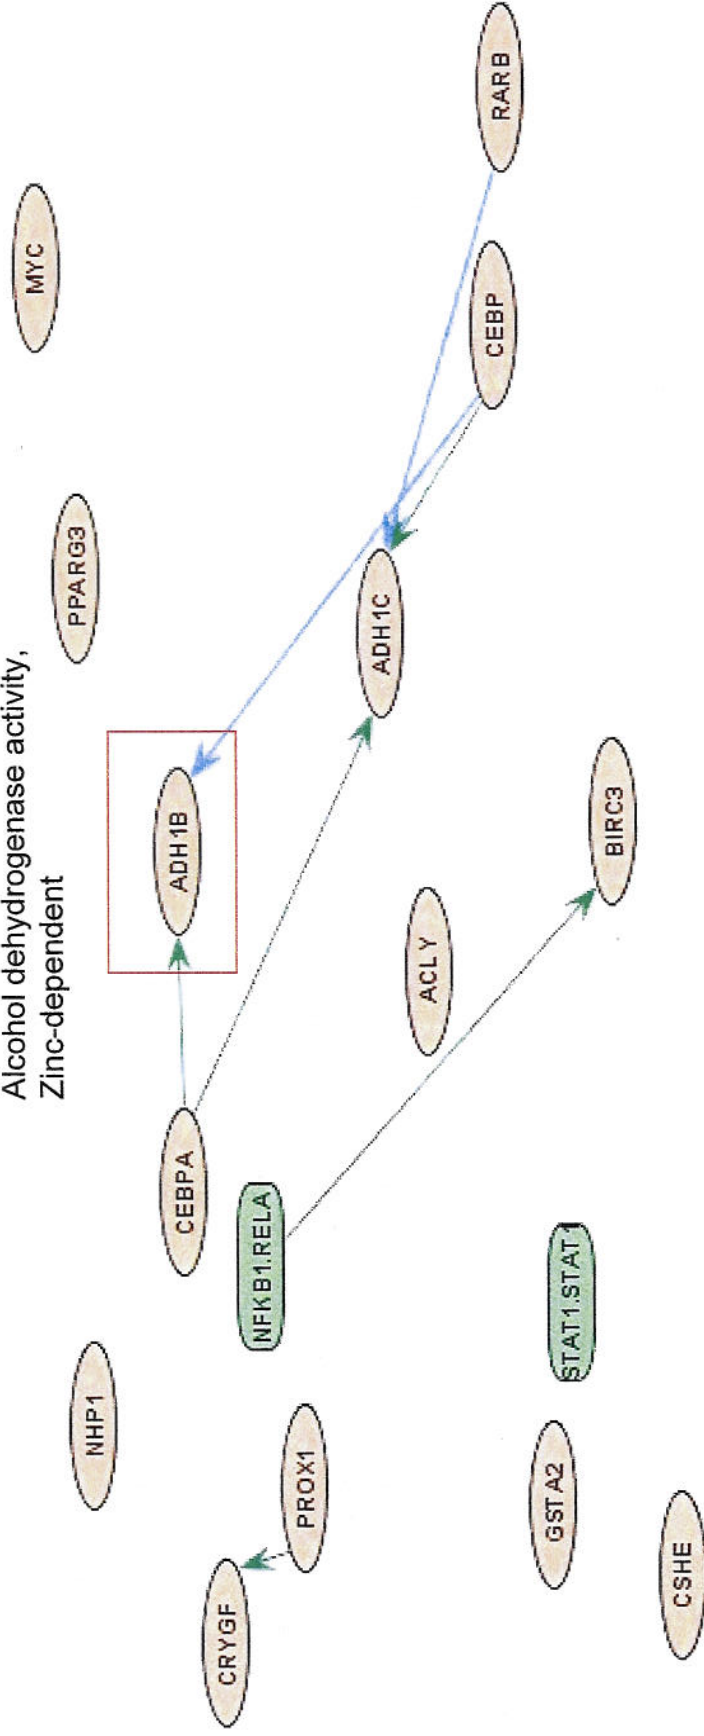 Alcohol dehydrogenase activity,
Zinc-dependent
MYC
PPARG3
NHP1
CEBPA
ADH1B
CRYGF
NFKB1.RELA
PROX1
ADH1C
ACLY
CEBP
RARB
GSTA2
STAT1.STAT1
BIRC3
CSHE